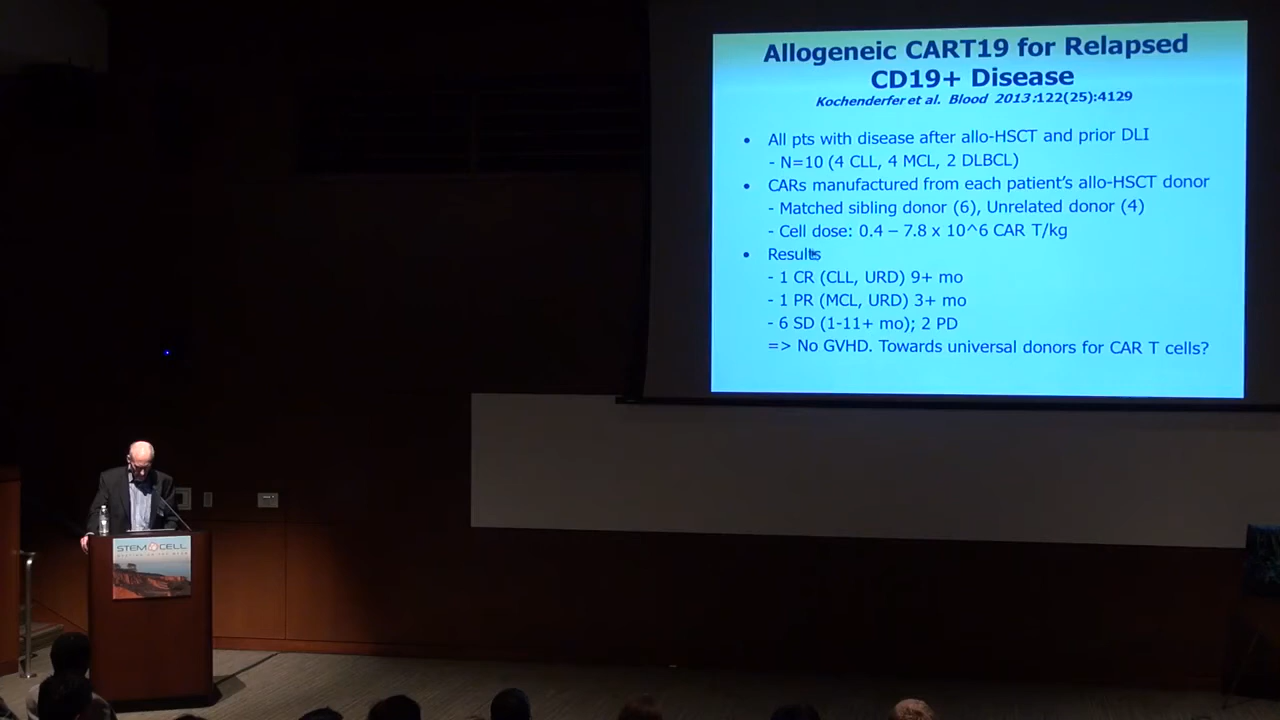 Allogeneic CART19 for Relapsed
CD19+ Disease
Kochenderfer et al. Blood 2013:122(25):4129
• All pts with disease after allo-HSCT and prior DLI
- N=10 (4 CLL, 4 MCL, 2 DLBCL)
• CARs manufactured from each patient's allo-HSCT donor
- Matched sibling donor (6), Unrelated donor (4)
- Cell dose: 0.4 – 7.8 x 10^6 CAR T/kg
• Results
- 1 CR (CLL, URD) 9+ mo
- 1 PR (MCL, URD) 3+ mo
- 6 SD (1-11+ mo); 2 PD
=> No GVHD. Towards universal donors for CAR T cells?
STEM CELL
MEETING ON THE MESA